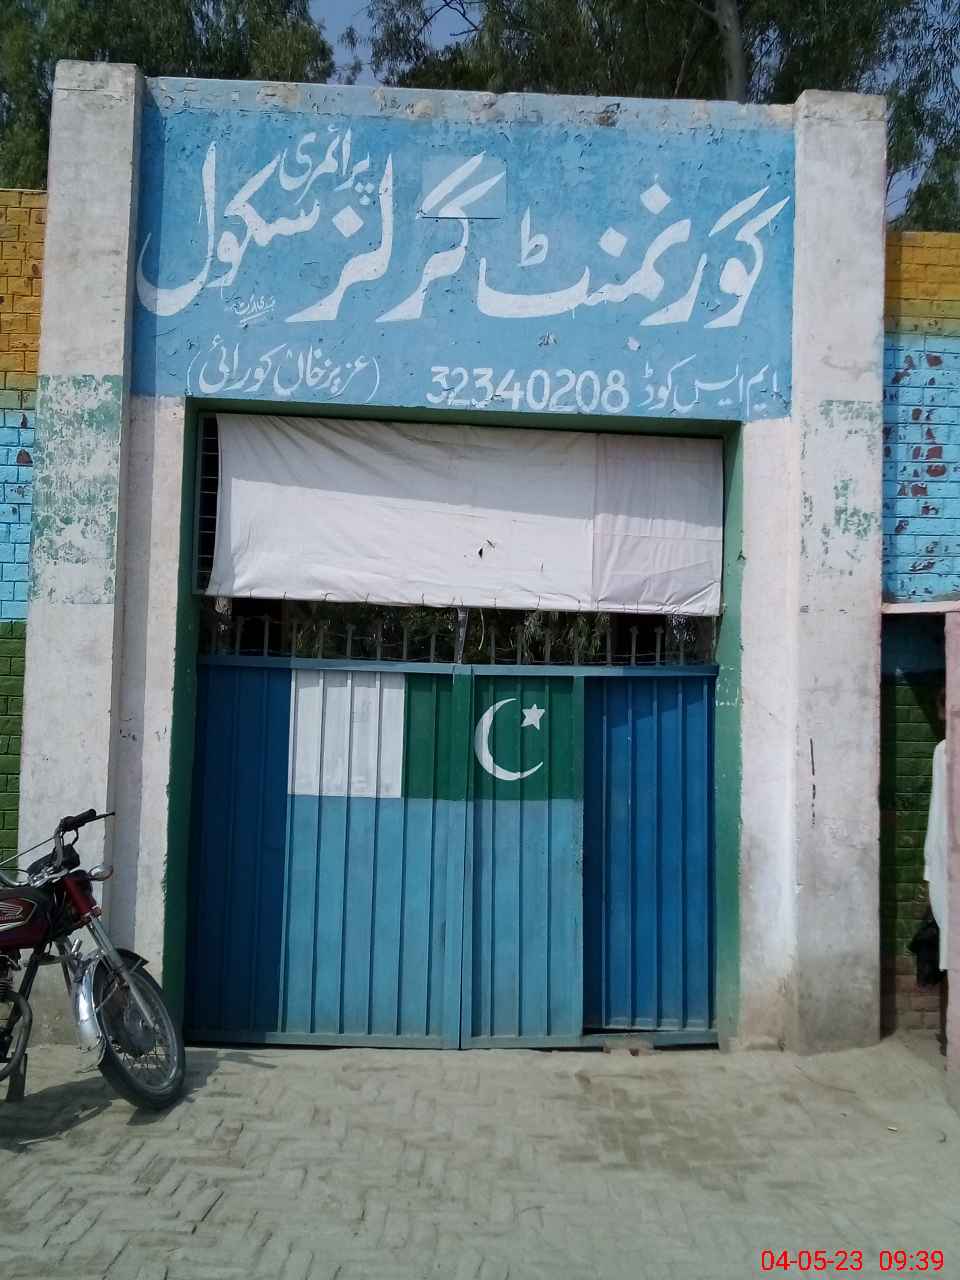 گورنمنٹ گرلز پرائمری سکول
ایم ایس کوڈ 32340208 (عزیز خان کورائی)
04-05-23 09:39